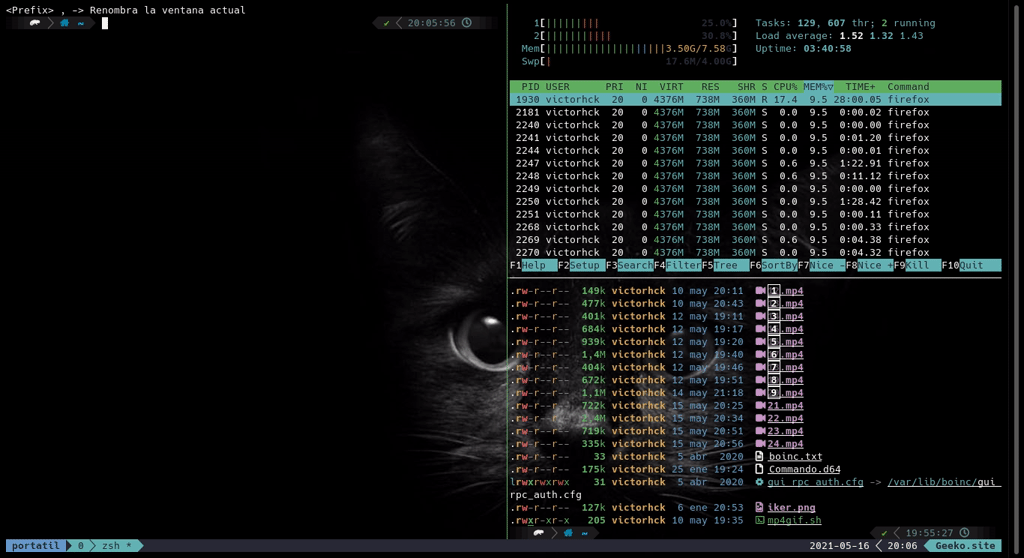 <Prefix> , -> Renombra la ventana actual
~ ✔ 20:05:56
1[|||||||||| 25.0%]
2[|||||||||||| 30.8%]
Mem[||||||||||||||||||||||3.50G/7.58G]
Swp[| 17.6M/4.00G]
Tasks: 129, 607 thr; 2 running
Load average: 1.52 1.32 1.43
Uptime: 03:40:58
PID USER PRI NI VIRT RES SHR S CPU% MEM%▽ TIME+ Command
1930 victorhck 20 0 4376M 738M 360M R 17.4 9.5 28:00.05 firefox
2181 victorhck 20 0 4376M 738M 360M S 0.0 9.5 0:00.02 firefox
2240 victorhck 20 0 4376M 738M 360M S 0.0 9.5 0:00.00 firefox
2241 victorhck 20 0 4376M 738M 360M S 0.0 9.5 0:01.20 firefox
2244 victorhck 20 0 4376M 738M 360M S 0.0 9.5 0:00.01 firefox
2247 victorhck 20 0 4376M 738M 360M S 0.6 9.5 1:22.91 firefox
2248 victorhck 20 0 4376M 738M 360M S 0.6 9.5 0:11.12 firefox
2249 victorhck 20 0 4376M 738M 360M S 0.0 9.5 0:00.00 firefox
2250 victorhck 20 0 4376M 738M 360M S 0.0 9.5 1:28.42 firefox
2251 victorhck 20 0 4376M 738M 360M S 0.0 9.5 0:00.11 firefox
2268 victorhck 20 0 4376M 738M 360M S 0.0 9.5 0:00.33 firefox
2269 victorhck 20 0 4376M 738M 360M S 0.6 9.5 0:04.38 firefox
2270 victorhck 20 0 4376M 738M 360M S 0.0 9.5 0:04.32 firefox
F1Help F2Setup F3SearchF4FilterF5Tree F6SortByF7Nice -F8Nice +F9Kill F10Quit
.rw-r--r-- 149k victorhck 10 may 20:11 1.mp4
.rw-r--r-- 477k victorhck 10 may 20:43 2.mp4
.rw-r--r-- 401k victorhck 12 may 19:11 3.mp4
.rw-r--r-- 684k victorhck 12 may 19:17 4.mp4
.rw-r--r-- 939k victorhck 12 may 19:20 5.mp4
.rw-r--r-- 1,4M victorhck 12 may 19:40 6.mp4
.rw-r--r-- 404k victorhck 12 may 19:46 7.mp4
.rw-r--r-- 672k victorhck 12 may 19:51 8.mp4
.rw-r--r-- 1,1M victorhck 14 may 21:18 9.mp4
.rw-r--r-- 722k victorhck 15 may 20:25 21.mp4
.rw-r--r-- 2,4M victorhck 15 may 20:34 22.mp4
.rw-r--r-- 719k victorhck 15 may 20:51 23.mp4
.rw-r--r-- 335k victorhck 15 may 20:56 24.mp4
.rw-r--r-- 33 victorhck 5 abr 2020 boinc.txt
.rw-r--r-- 175k victorhck 25 ene 19:24 Commando.d64
lrwxrwxrwx 31 victorhck 5 abr 2020 gui_rpc_auth.cfg -> /var/lib/boinc/gui_
rpc_auth.cfg
.rw-r--r-- 127k victorhck 6 ene 20:53 iker.png
.rwxr-xr-x 205 victorhck 10 may 19:35 mp4gif.sh
~ ✔ 19:55:27
portatil 0 zsh * 2021-05-16 20:06 Geeko.site